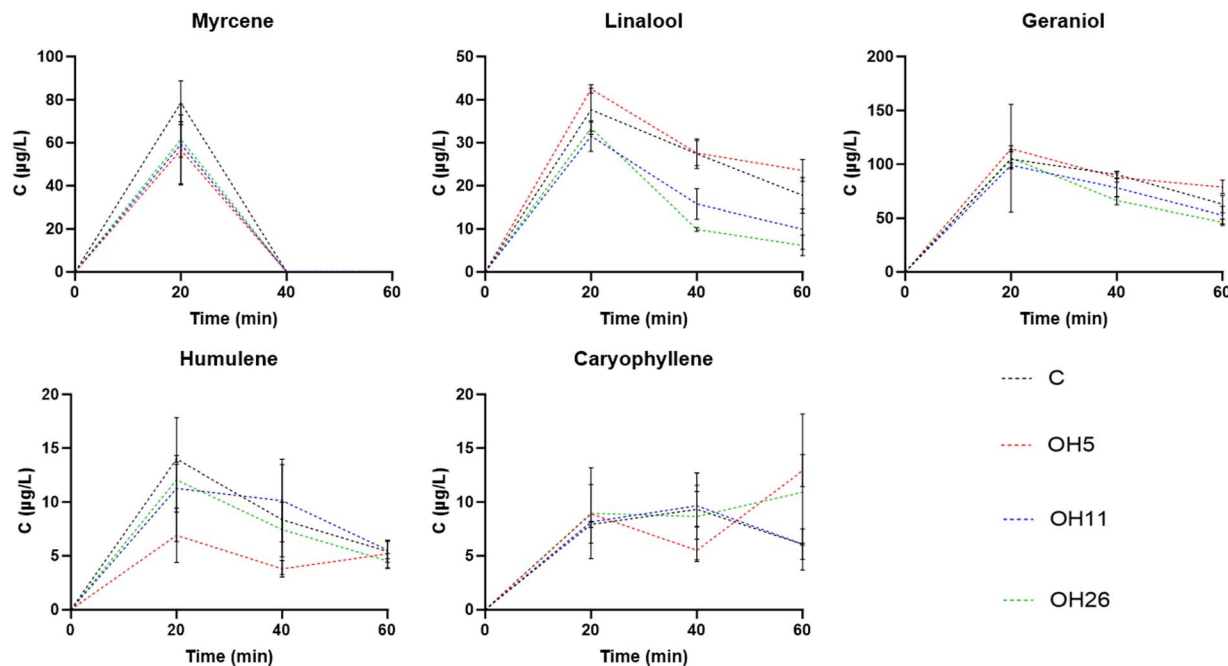 Myrcene
C (µg/L)
100
80
60
40
20
0
0 20 40 60
Time (min)
Linalool
C (µg/L)
50
40
30
20
10
0
0 20 40 60
Time (min)
Geraniol
C (µg/L)
200
150
100
50
0
0 20 40 60
Time (min)
Humulene
C (µg/L)
20
15
10
5
0
0 20 40 60
Time (min)
Caryophyllene
C (µg/L)
20
15
10
5
0
0 20 40 60
Time (min)
C
OH5
OH11
OH26